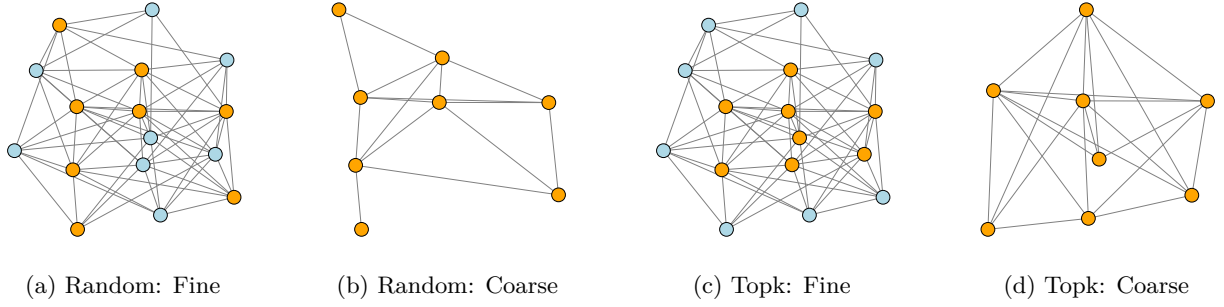 (a) Random: Fine
(b) Random: Coarse
(c) Topk: Fine
(d) Topk: Coarse